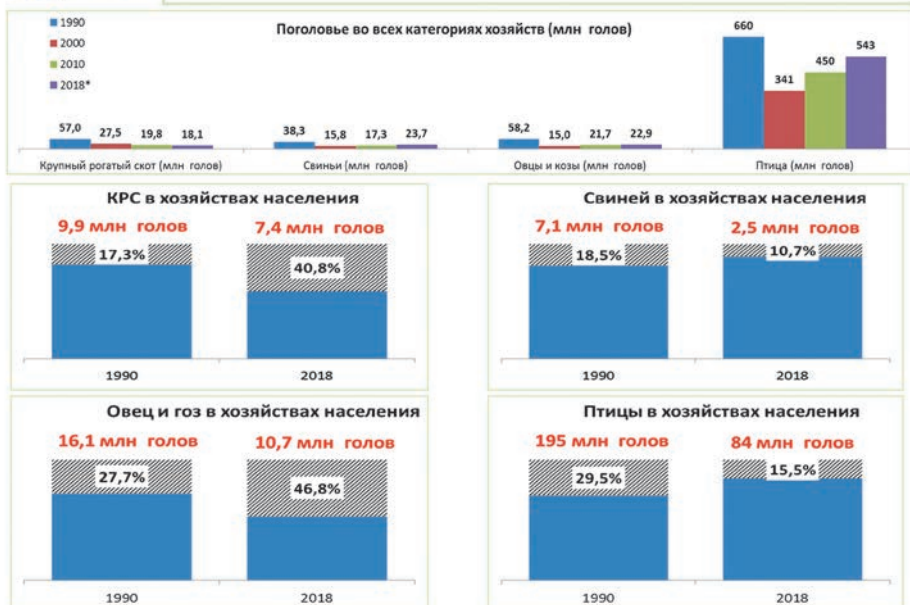 Поголовье во всех категориях хозяйств (млн голов)
1990
2000
2010
2018*
57,0 27,5 19,8 18,1
38,3 15,8 17,3 23,7
58,2 15,0 21,7 22,9
660 341 450 543
Крупный рогатый скот (млн голов) Свиньи (млн голов) Овцы и козы (млн голов) Птица (млн голов)
КРС в хозяйствах населения
9,9 млн голов 7,4 млн голов
17,3% 40,8%
1990 2018
Свиней в хозяйствах населения
7,1 млн голов 2,5 млн голов
18,5% 10,7%
1990 2018
Овец и гоз в хозяйствах населения
16,1 млн голов 10,7 млн голов
27,7% 46,8%
1990 2018
Птицы в хозяйствах населения
195 млн голов 84 млн голов
29,5% 15,5%
1990 2018